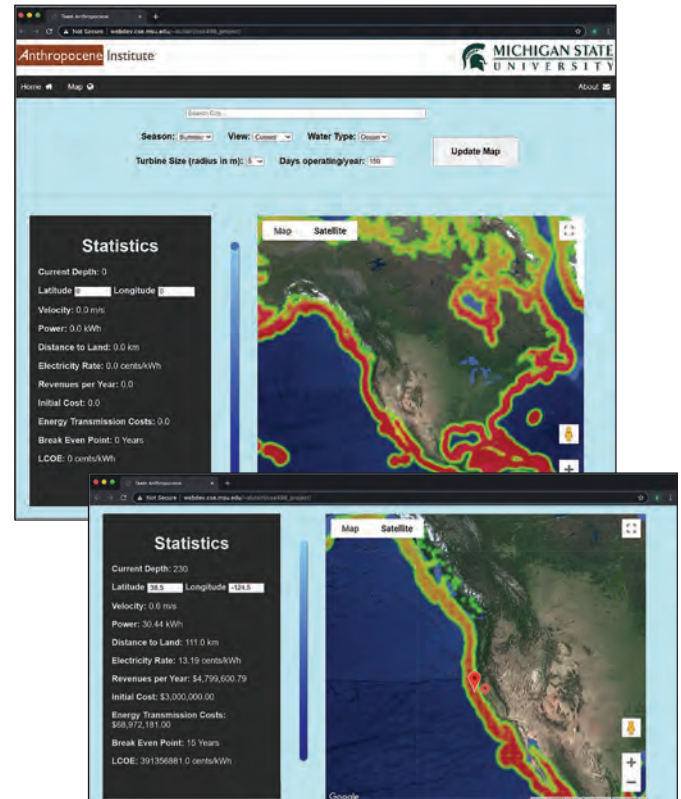 Team Anthropocene
Not Secure | webdev.cse.msu.edu/
Anthropocene Institute
MICHIGAN STATE
UNIVERSITY
Home Map About
Search City...
Season: Summer View: Current Water Type: Ocean
Turbine Size (radius in m): 5 Days operating/year: 150
Update Map
Statistics
Current Depth: 0
Latitude 0 Longitude 0
Velocity: 0.0 m/s
Power: 0.0 kWh
Distance to Land: 0.0 km
Electricity Rate: 0.0 cents/kWh
Revenues per Year: 0.0
Initial Cost: 0.0
Energy Transmission Costs: 0.0
Break Even Point: 0 Years
LCOE: 0 cents/kWh
Map Satellite
Team Anthropocene
Not Secure | webdev.cse.msu.edu/
Statistics
Current Depth: 230
Latitude 38.5 Longitude -124.5
Velocity: 0.6 m/s
Power: 30.44 kWh
Distance to Land: 111.0 km
Electricity Rate: 13.19 cents/kWh
Revenues per Year: $4,799,600.79
Initial Cost: $3,000,000.00
Energy Transmission Costs:
$68,972,181.00
Break Even Point: 15 Years
LCOE: 391356881.0 cents/kWh
Map Satellite
Google